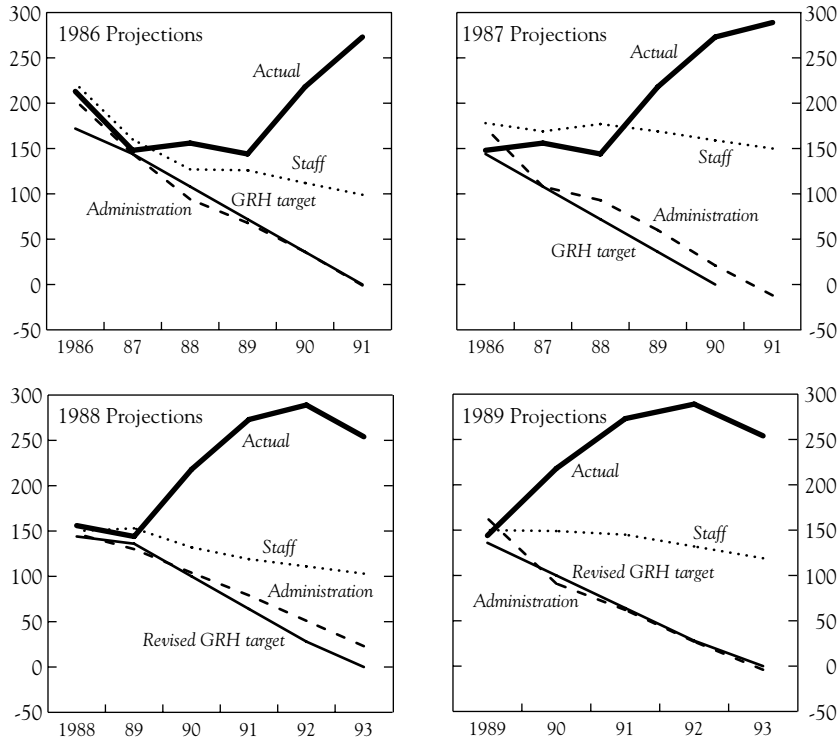 300
250
200
150
100
50
0
-50
1986 Projections
Actual
Staff
GRH target
Administration
1986 87 88 89 90 91
1987 Projections
Actual
Staff
Administration
GRH target
1986 87 88 89 90 91
300
250
200
150
100
50
0
-50
300
250
200
150
100
50
0
-50
1988 Projections
Actual
Staff
Administration
Revised GRH target
1988 89 90 91 92 93
1989 Projections
Actual
Staff
Revised GRH target
Administration
1989 90 91 92 93
300
250
200
150
100
50
0
-50